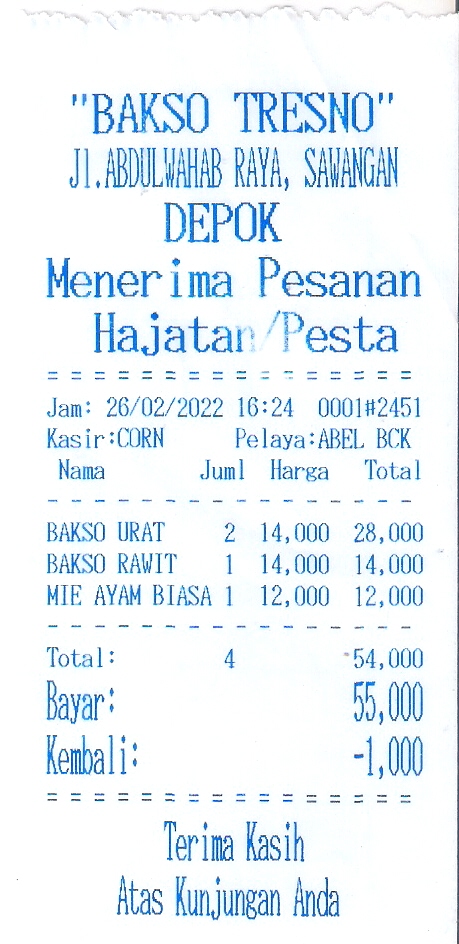 "BAKSO TRESNO"
Jl.ABDULWAHAB RAYA, SAWANGAN
DEPOK
Menerima Pesanan
Hajatan/Pesta
= = = = = = = = = = = = = = = =
Jam: 26/02/2022 16:24 0001#2451
Kasir:CORN Pelaya:ABEL BCK
Nama Juml Harga Total
- - - - - - - - - - - - - - - -
BAKSO URAT 2 14,000 28,000
BAKSO RAWIT 1 14,000 14,000
MIE AYAM BIASA 1 12,000 12,000
- - - - - - - - - - - - - - - -
Total: 4 54,000
Bayar: 55,000
Kembali: -1,000
= = = = = = = = = = = = = = = =
Terima Kasih
Atas Kunjungan Anda